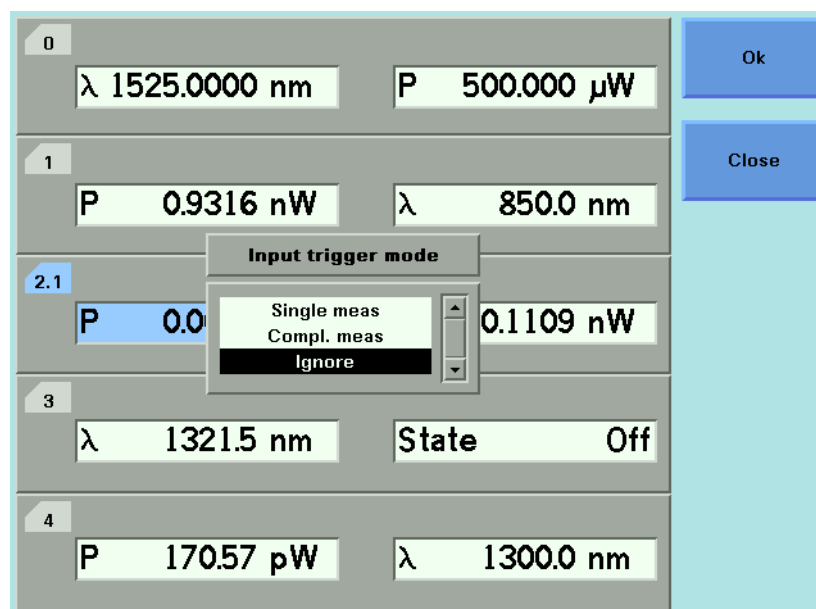 0
λ 1525.0000 nm P 500.000 µW Ok
1
P 0.9316 nW λ 850.0 nm Close
Input trigger mode
2.1
P 0.1109 nW
Single meas
Compl. meas
Ignore
3
λ 1321.5 nm State Off
4
P 170.57 pW λ 1300.0 nm